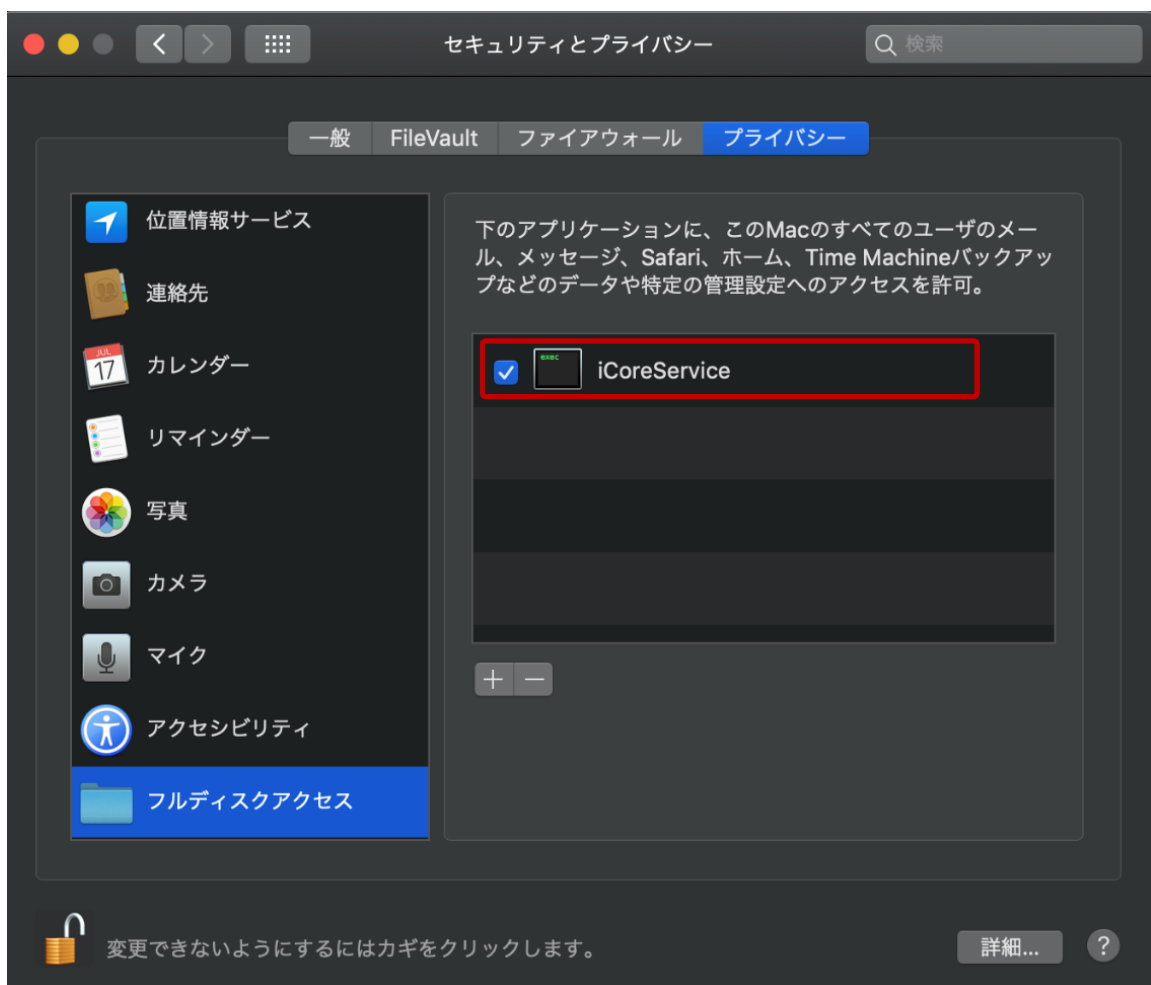 セキュリティとプライバシー
検索
一般
FileVault
ファイアウォール
プライバシー
位置情報サービス
連絡先
JUL
17
カレンダー
リマインダー
写真
カメラ
マイク
アクセシビリティ
フルディスクアクセス
下のアプリケーションに、このMacのすべてのユーザのメー
ル、メッセージ、Safari、ホーム、Time Machineバックアッ
プなどのデータや特定の管理設定へのアクセスを許可。
exec
iCoreService
変更できないようにするにはカギをクリックします。
詳細...
?